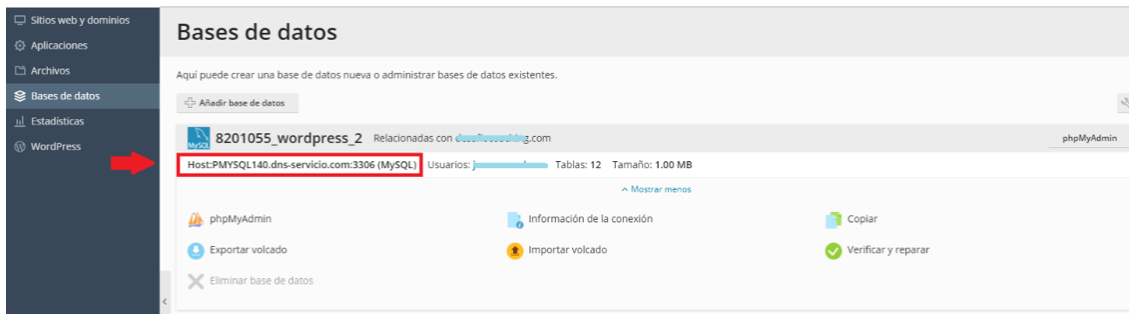 Sitios web y dominios
Aplicaciones
Archivos
Bases de datos
Estadísticas
WordPress
Bases de datos
Aquí puede crear una base de datos nueva o administrar bases de datos existentes.
Añadir base de datos
MySQL 8201055_wordpress_2 Relacionadas con .com phpMyAdmin
Host:PMYSQL140.dns-servicio.com:3306 (MySQL) Usuarios: Tablas: 12 Tamaño: 1.00 MB
Mostrar menos
phpMyAdmin Información de la conexión Copiar
Exportar volcado Importar volcado Verificar y reparar
Eliminar base de datos